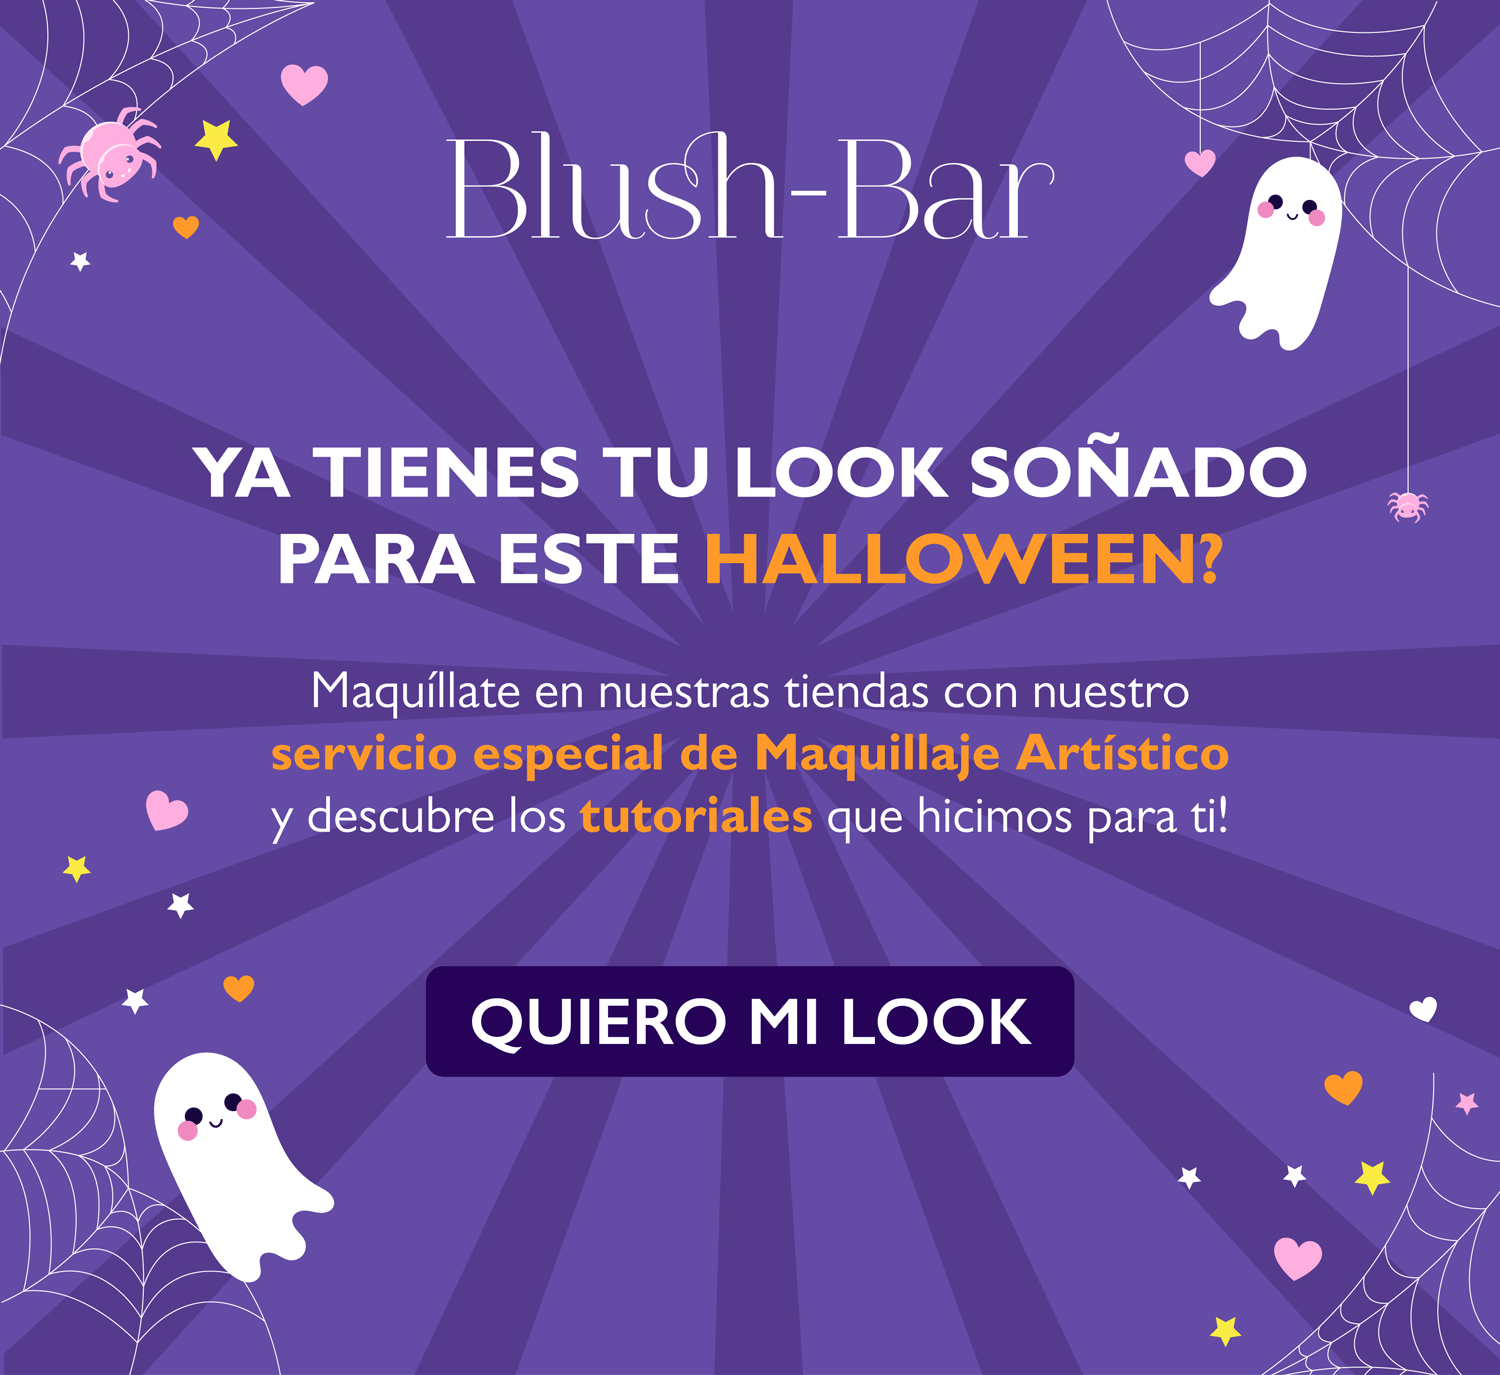 Blush-Bar
YA TIENES TU LOOK SOÑADO
PARA ESTE HALLOWEEN?
Maquíllate en nuestras tiendas con nuestro
servicio especial de Maquillaje Artístico
y descubre los tutoriales que hicimos para ti!
QUIERO MI LOOK